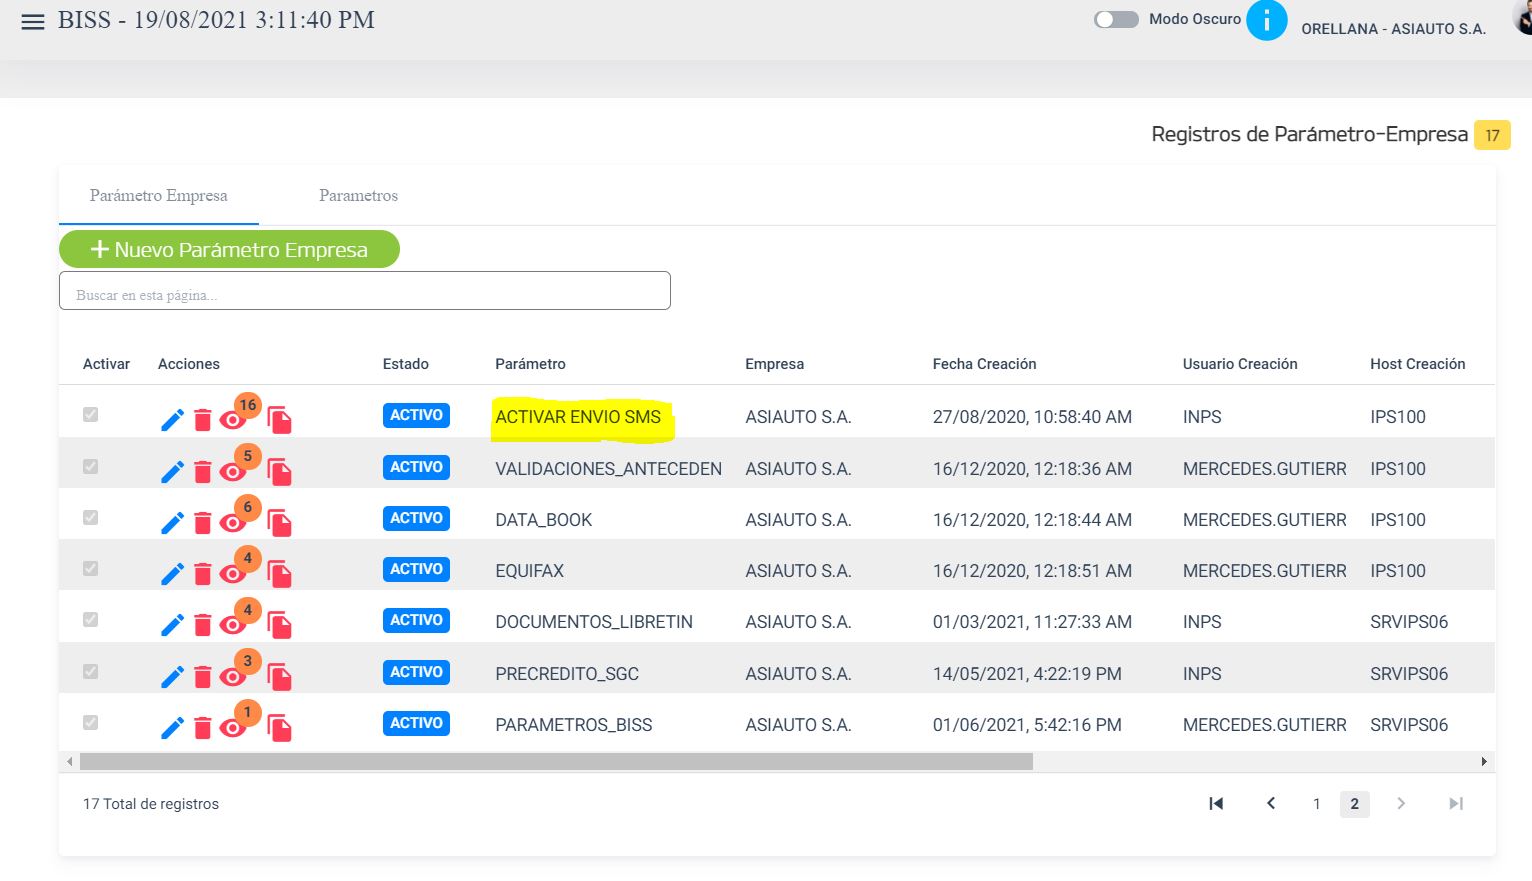 BISS - 19/08/2021 3:11:40 PM
Modo Oscuro
i
ORELLANA - ASIAUTO S.A.
Registros de Parámetro-Empresa 17
Parámetro Empresa Parametros
+ Nuevo Parámetro Empresa
Buscar en esta página...
Activar Acciones Estado Parámetro Empresa Fecha Creación Usuario Creación Host Creación
16 ACTIVO ACTIVAR ENVIO SMS ASIAUTO S.A. 27/08/2020, 10:58:40 AM INPS IPS100
5 ACTIVO VALIDACIONES_ANTECEDEN ASIAUTO S.A. 16/12/2020, 12:18:36 AM MERCEDES.GUTIERR IPS100
6 ACTIVO DATA_BOOK ASIAUTO S.A. 16/12/2020, 12:18:44 AM MERCEDES.GUTIERR IPS100
4 ACTIVO EQUIFAX ASIAUTO S.A. 16/12/2020, 12:18:51 AM MERCEDES.GUTIERR IPS100
4 ACTIVO DOCUMENTOS_LIBRETIN ASIAUTO S.A. 01/03/2021, 11:27:33 AM INPS SRVIPS06
3 ACTIVO PRECREDITO_SGC ASIAUTO S.A. 14/05/2021, 4:22:19 PM INPS SRVIPS06
1 ACTIVO PARAMETROS_BISS ASIAUTO S.A. 01/06/2021, 5:42:16 PM MERCEDES.GUTIERR SRVIPS06
17 Total de registros
1 2